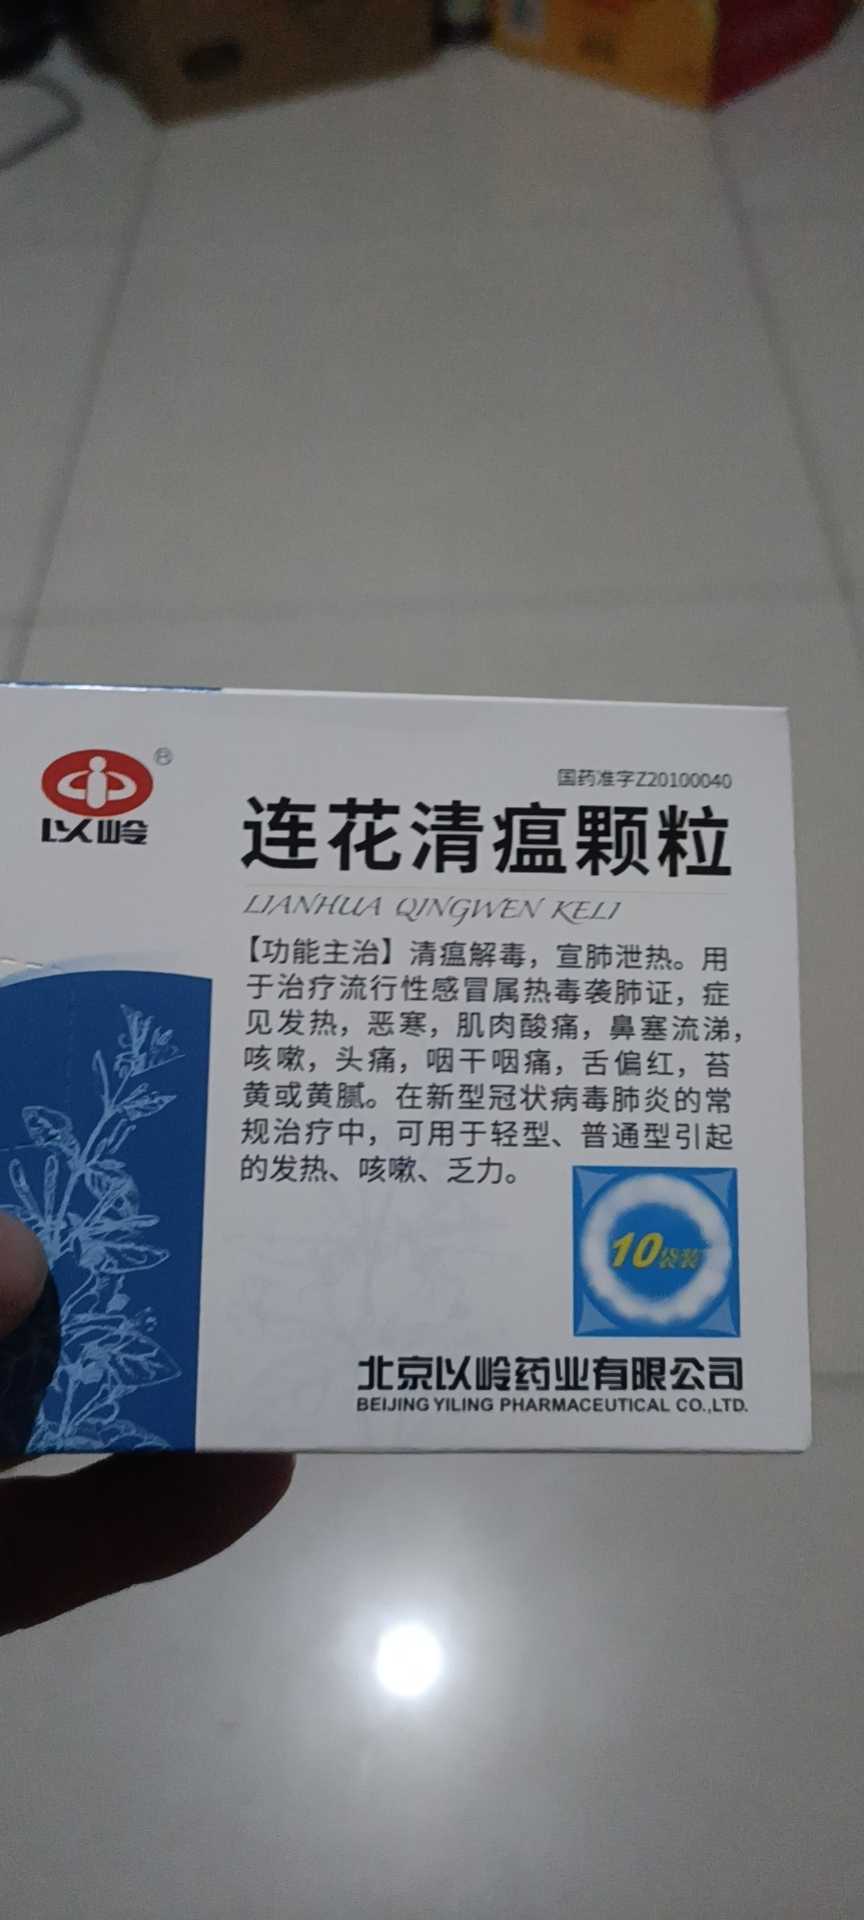 以岭
®
国药准字Z20100040
连花清瘟颗粒
LIANHUA QINGWEN KELI
【功能主治】清瘟解毒，宣肺泄热。用
于治疗流行性感冒属热毒袭肺证，症
见发热，恶寒，肌肉酸痛，鼻塞流涕，
咳嗽，头痛，咽干咽痛，舌偏红，苔
黄或黄腻。在新型冠状病毒肺炎的常
规治疗中，可用于轻型、普通型引起
的发热、咳嗽、乏力。
10袋装
北京以岭药业有限公司
BEIJING YILING PHARMACEUTICAL CO.,LTD.